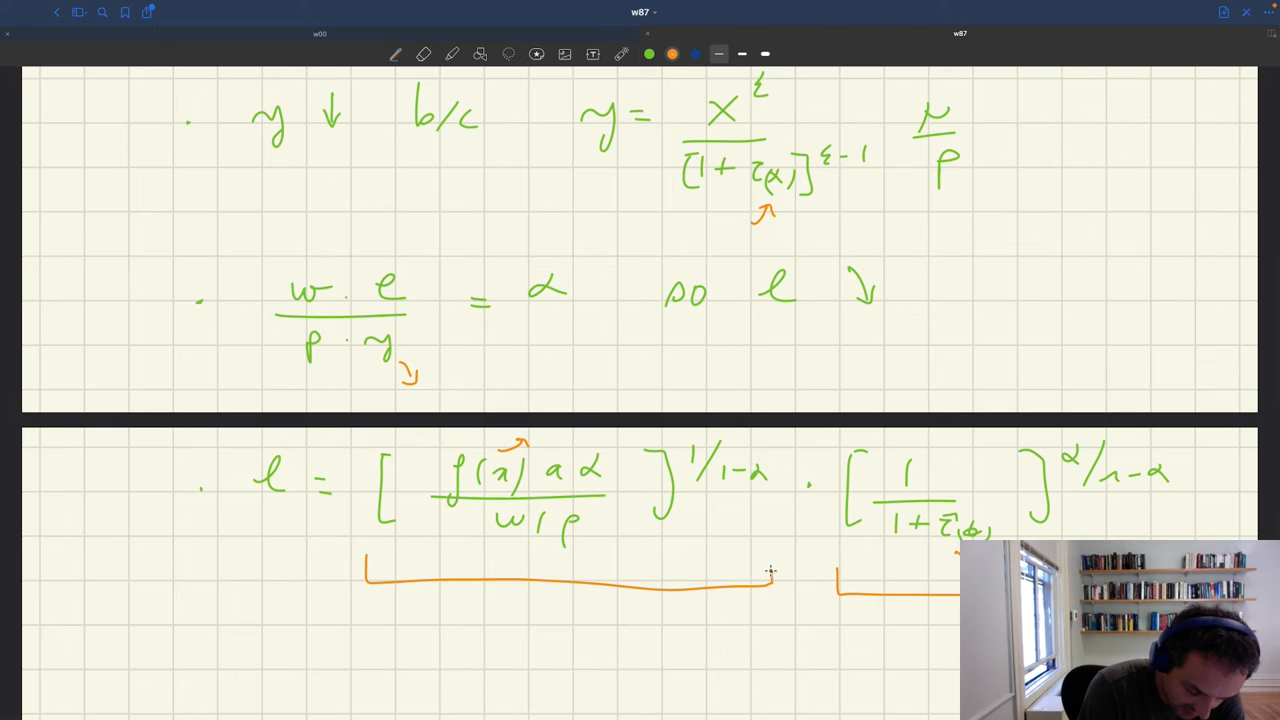 w87
w00
w87
. y ↓ b/c y = x^ε / [1 + τ(x)]^(ε-1) μ/p
. w · l / p · y = α so l ↘
. l = [ f(x) a α / w/p ]^(1/1-α) · [ 1 / 1 + τ(x) ]^(α/1-α)